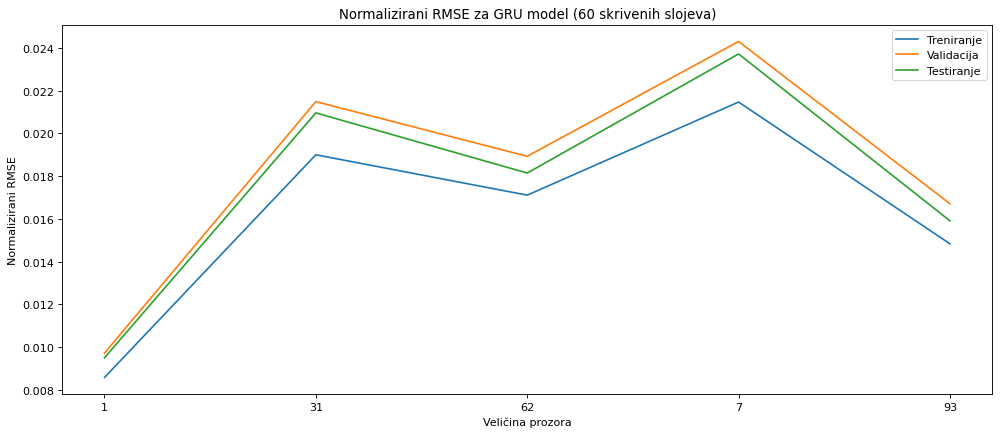 Normalizirani RMSE za GRU model (60 skrivenih slojeva)
Treniranje
Validacija
Testiranje
Normalizirani RMSE
0.024
0.022
0.020
0.018
0.016
0.014
0.012
0.010
0.008
1 31 62 7 93
Veličina prozora